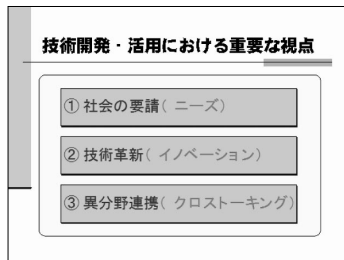 技術開発・活用における重要な視点
① 社会の要請( ニーズ)
② 技術革新( イノベーション)
③ 異分野連携( クロストーキング)